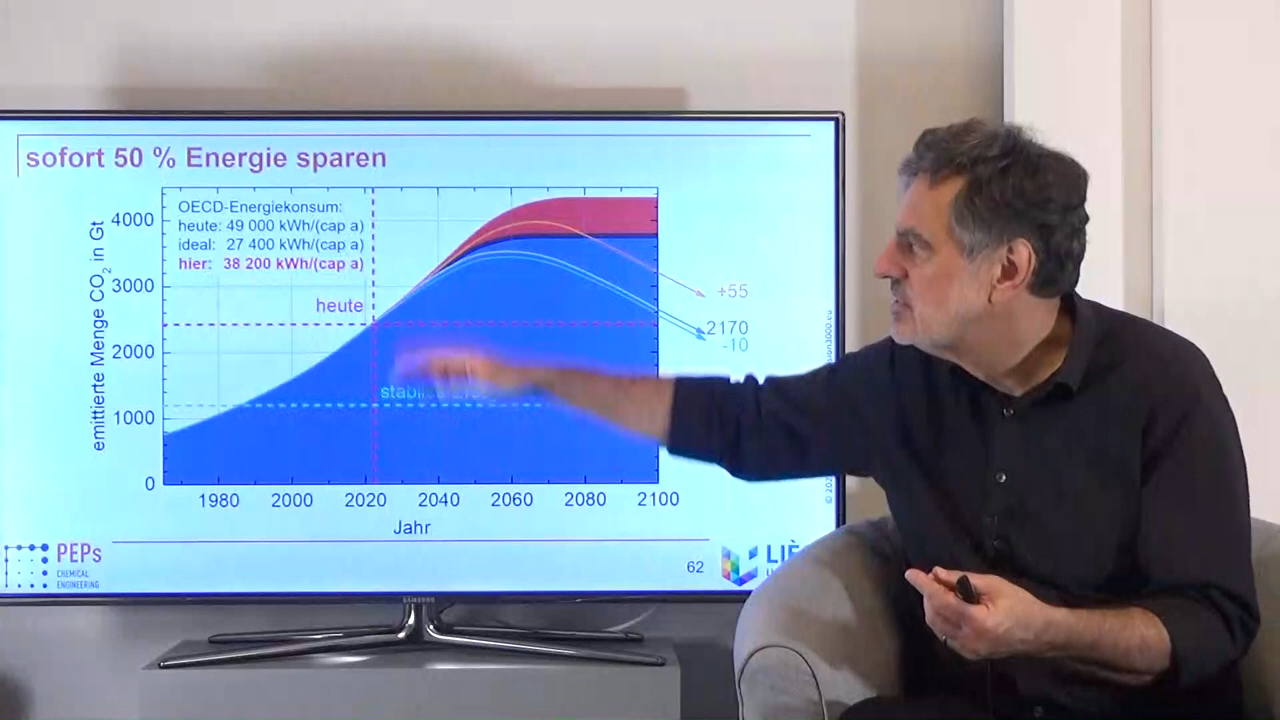 sofort 50 % Energie sparen
OECD-Energiekonsum:
heute: 49 000 kWh/(cap a)
ideal: 27 400 kWh/(cap a)
hier: 38 200 kWh/(cap a)
heute
emittierte Menge CO2 in Gt
4000
3000
2000
1000
0
+55
2170
-10
1980 2000 2020 2040 2060 2080 2100
Jahr
PEPs
CHEMICAL
ENGINEERING
62
SAMSUNG